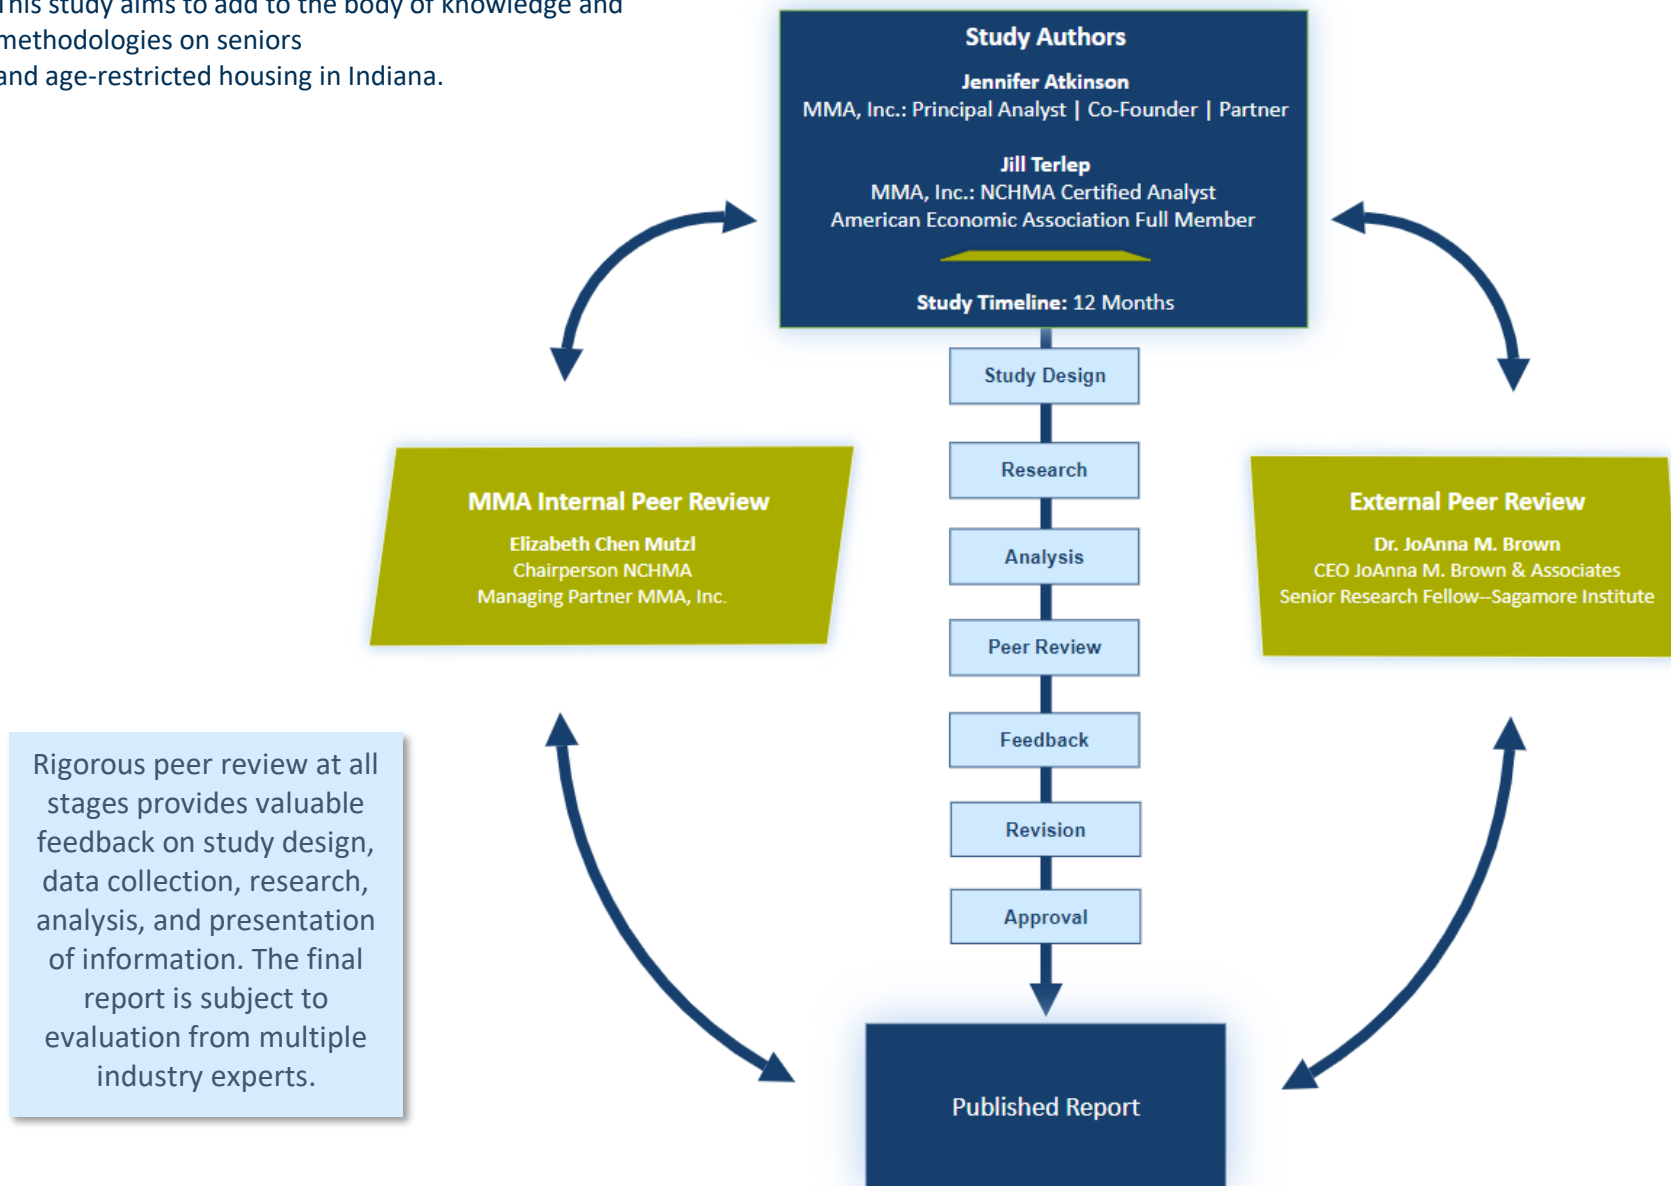 This study aims to add to the body of knowledge and
methodologies on seniors
and age-restricted housing in Indiana.
Study Authors
Jennifer Atkinson
MMA, Inc.: Principal Analyst | Co-Founder | Partner
Jill Terlep
MMA, Inc.: NCHMA Certified Analyst
American Economic Association Full Member
Study Timeline: 12 Months
Study Design
Research
Analysis
Peer Review
Feedback
Revision
Approval
Published Report
MMA Internal Peer Review
Elizabeth Chen Mutzl
Chairperson NCHMA
Managing Partner MMA, Inc.
External Peer Review
Dr. JoAnna M. Brown
CEO JoAnna M. Brown & Associates
Senior Research Fellow--Sagamore Institute
Rigorous peer review at all
stages provides valuable
feedback on study design,
data collection, research,
analysis, and presentation
of information. The final
report is subject to
evaluation from multiple
industry experts.